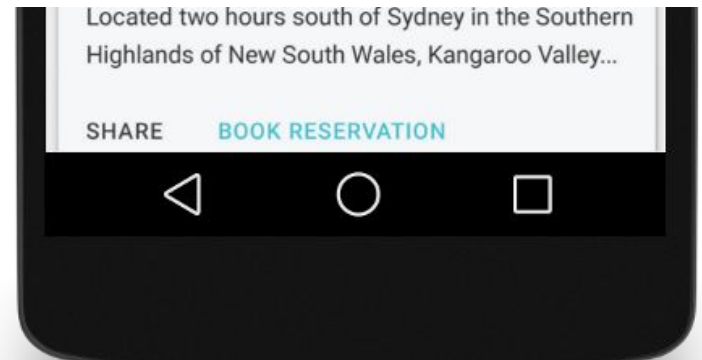 Located two hours south of Sydney in the Southern
Highlands of New South Wales, Kangaroo Valley...
SHARE BOOK RESERVATION